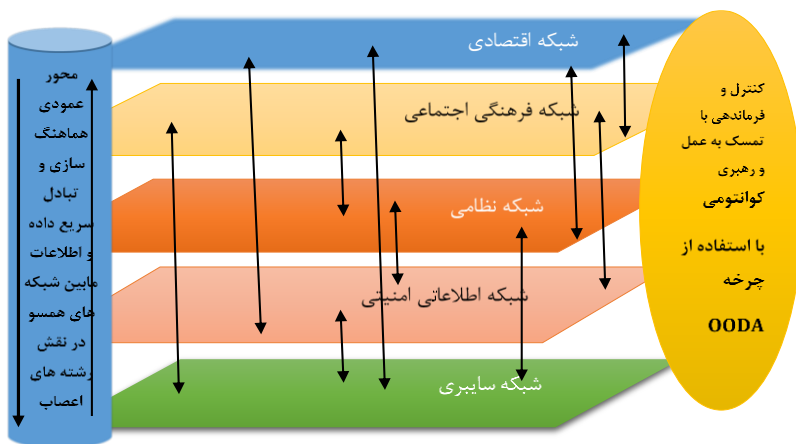 شبکه اقتصادی
شبکه فرهنگی اجتماعی
شبکه نظامی
شبکه اطلاعاتی امنیتی
شبکه سایبری
محور
عمودی
هماهنگ
سازی و
تبادل
سریع داده
و اطلاعات
مابین شبکه
های همسو
در نقش
رشته های
اعصاب
کنترل و
فرماندهی با
تمسک به عمل
و رهبری
کوانتومی
با استفاده از
چرخه
OODA